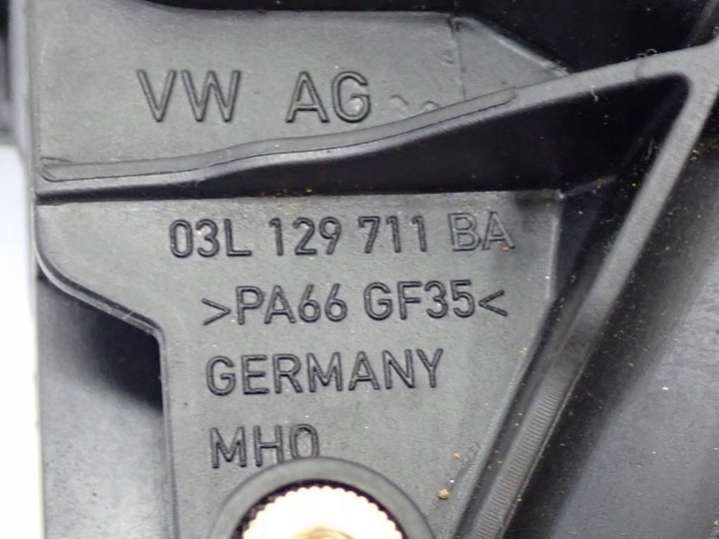 VW AG
03L 129 711 BA
>PA66 GF35<
GERMANY
MHO